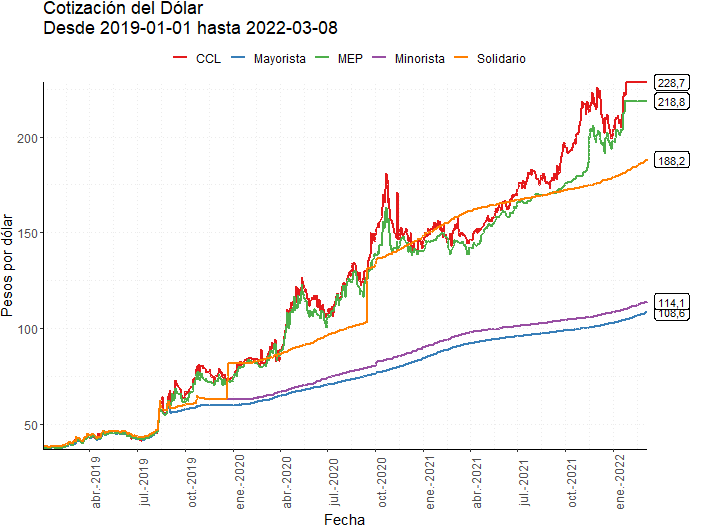 Cotización del Dólar
Desde 2019-01-01 hasta 2022-03-08
CCL Mayorista MEP Minorista Solidario
Pesos por dólar
200
150
100
50
228,7
218,8
188,2
114,1
108,6
abr.-2019 jul.-2019 oct.-2019 ene.-2020 abr.-2020 jul.-2020 oct.-2020 ene.-2021 abr.-2021 jul.-2021 oct.-2021 ene.-2022
Fecha